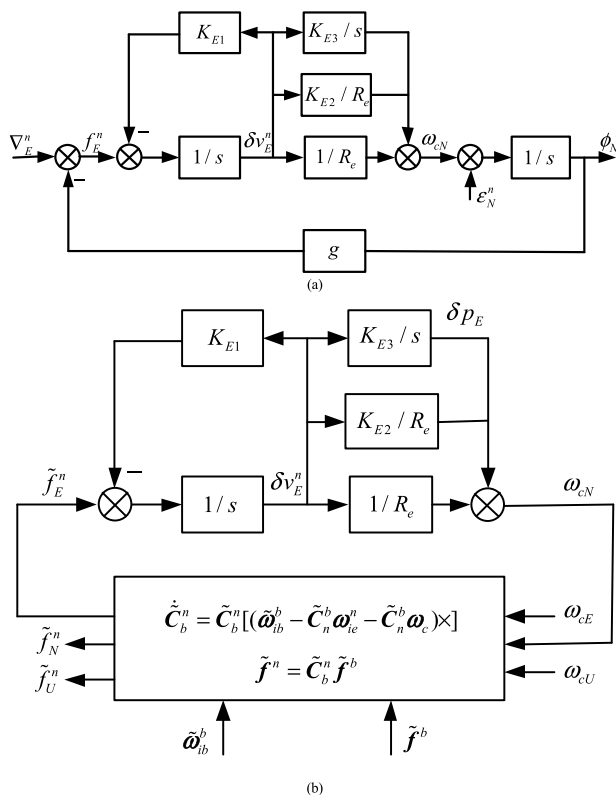 K_{E1}
K_{E3} / s
K_{E2} / R_e
∇_E^n
f_E^n
−
1/ s
δv_E^n
1/ R_e
ω_{cN}
1/ s
ϕ_N
−
ε_N^n
g
(a)
δp_E
K_{E1}
K_{E3} / s
K_{E2} / R_e
−
f̃_E^n
1/ s
δv_E^n
1/ R_e
ω_{cN}
\dot{C̃}_b^n = C̃_b^n[(ω̃_{ib}^b − C̃_n^b ω_{ie}^n − C̃_n^b ω_c)×]
f̃^n = C̃_b^n f̃^b
ω_{cE}
f̃_N^n
f̃_U^n
ω_{cU}
ω̃_{ib}^b
f̃^b
(b)